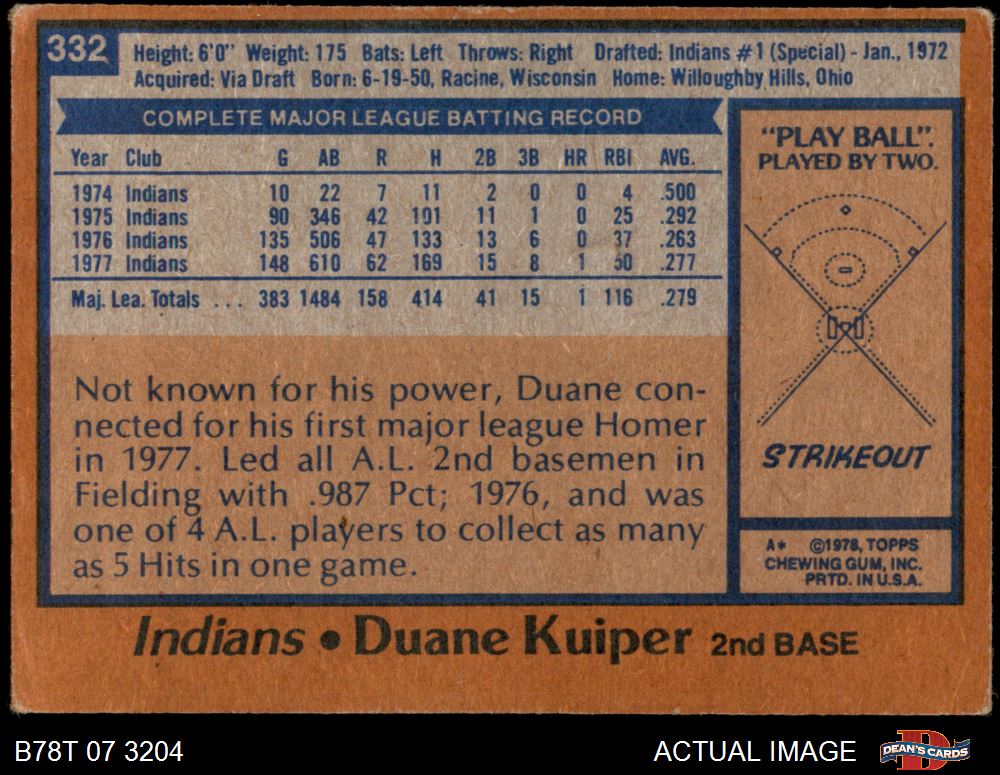 332
Height: 6'0" Weight: 175 Bats: Left Throws: Right Drafted: Indians #1 (Special) - Jan., 1972
Acquired: Via Draft Born: 6-19-50, Racine, Wisconsin Home: Willoughby Hills, Ohio
COMPLETE MAJOR LEAGUE BATTING RECORD
Year Club G AB R H 2B 3B HR RBI AVG.
1974 Indians 10 22 7 11 2 0 0 4 .500
1975 Indians 90 346 42 101 11 1 0 25 .292
1976 Indians 135 506 47 133 13 6 0 37 .263
1977 Indians 148 610 62 169 15 8 1 50 .277
Maj. Lea. Totals ... 383 1484 158 414 41 15 1 116 .279
Not known for his power, Duane con-
nected for his first major league Homer
in 1977. Led all A.L. 2nd basemen in
Fielding with .987 Pct; 1976, and was
one of 4 A.L. players to collect as many
as 5 Hits in one game.
"PLAY BALL".
PLAYED BY TWO.
STRIKEOUT
A* ©1978, TOPPS
CHEWING GUM, INC.
PRTD. IN U.S.A.
Indians • Duane Kuiper 2nd BASE
B78T 07 3204
ACTUAL IMAGE
D
DEAN'S CARDS